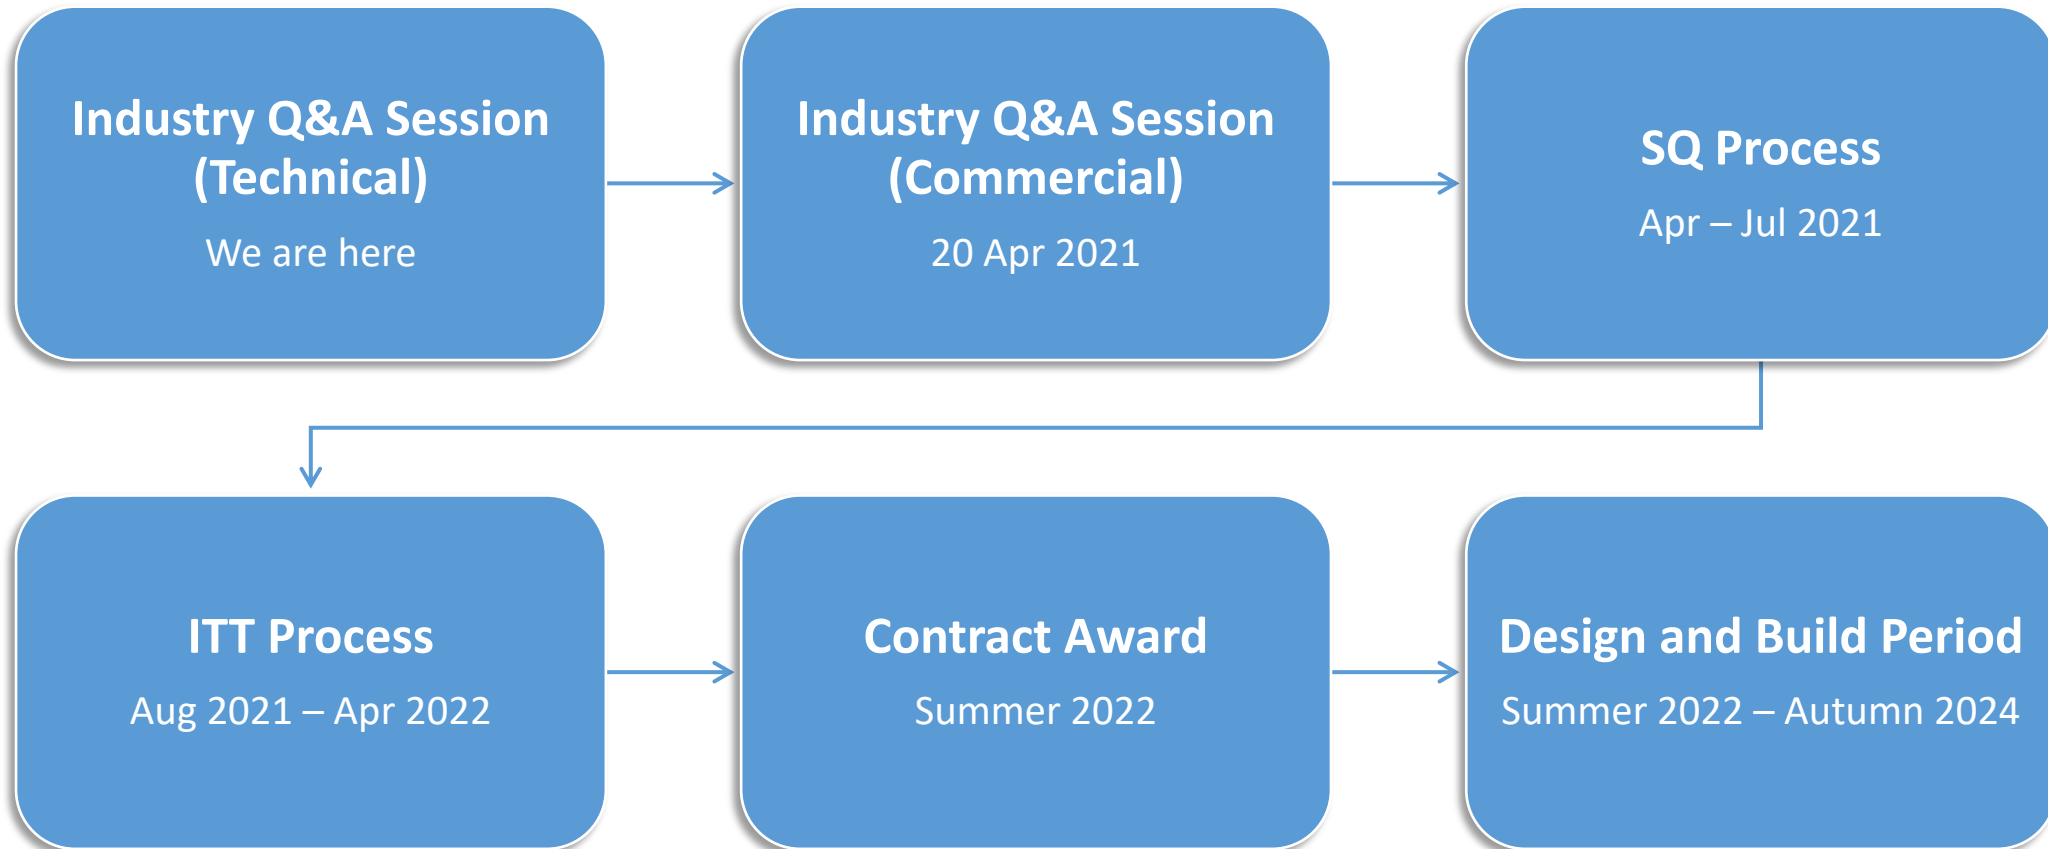 Industry Q&A Session
(Technical)
We are here
Industry Q&A Session
(Commercial)
20 Apr 2021
SQ Process
Apr – Jul 2021
ITT Process
Aug 2021 – Apr 2022
Contract Award
Summer 2022
Design and Build Period
Summer 2022 – Autumn 2024